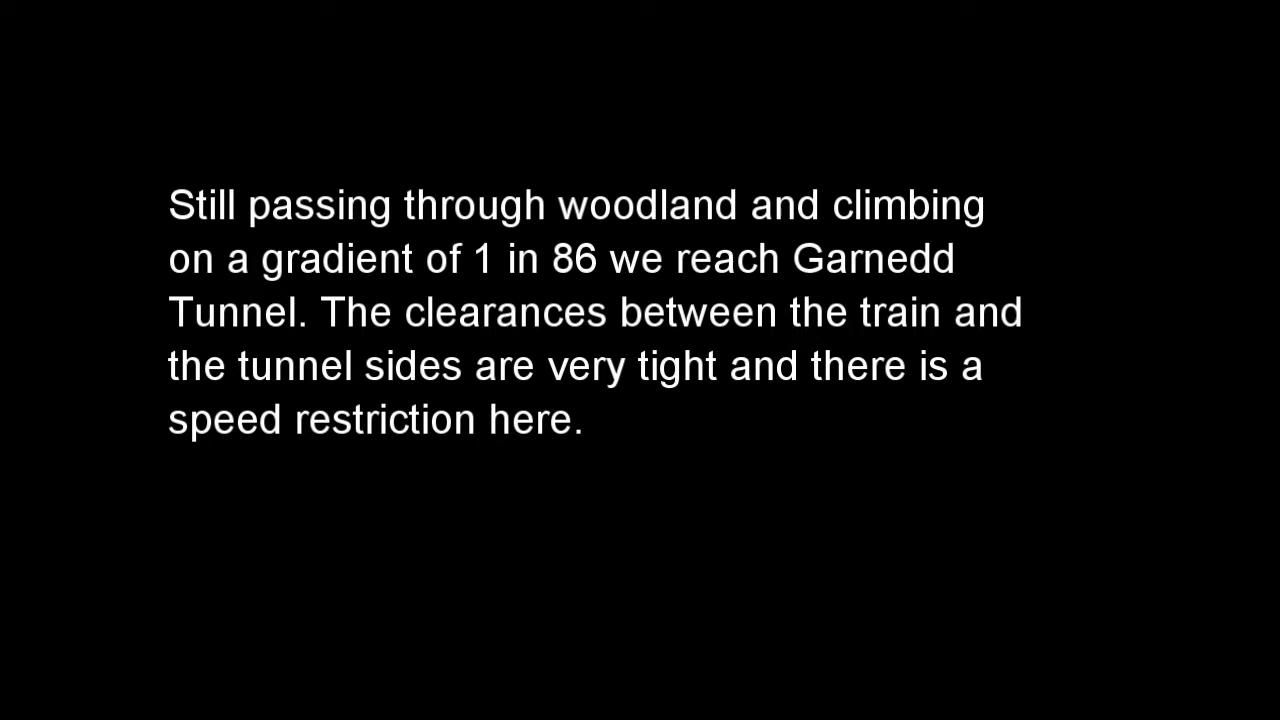 Still passing through woodland and climbing
on a gradient of 1 in 86 we reach Garnedd
Tunnel. The clearances between the train and
the tunnel sides are very tight and there is a
speed restriction here.